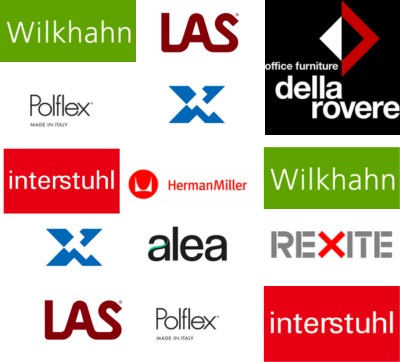 Wilkhahn
LAS®
office furniture
della
rovere
Polflex®
MADE IN ITALY
interstuhl
HermanMiller
Wilkhahn
alea
REXITE
LAS®
Polflex®
MADE IN ITALY
interstuhl